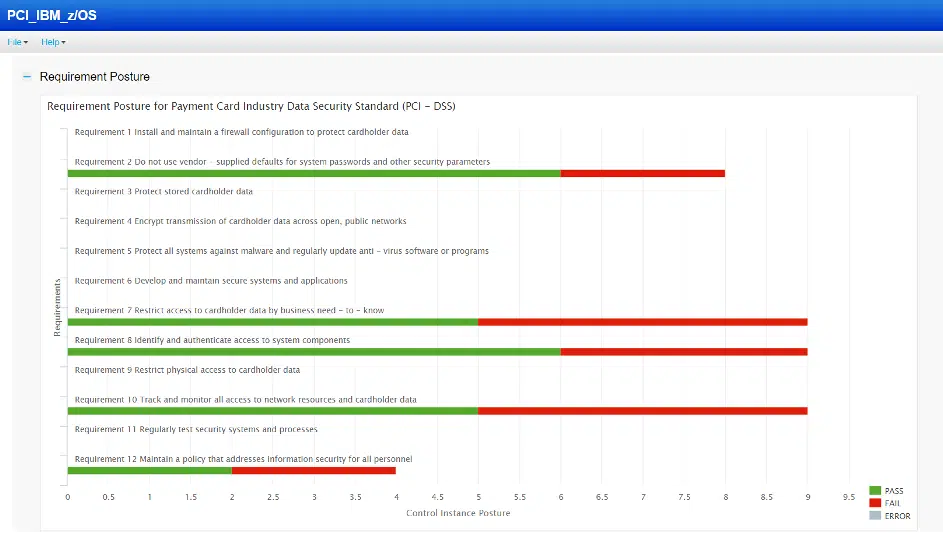 PCI_IBM_z/OS
File Help
Requirement Posture
Requirement Posture for Payment Card Industry Data Security Standard (PCI - DSS)
Requirement 1 Install and maintain a firewall configuration to protect cardholder data
Requirement 2 Do not use vendor - supplied defaults for system passwords and other security parameters
Requirement 3 Protect stored cardholder data
Requirement 4 Encrypt transmission of cardholder data across open, public networks
Requirement 5 Protect all systems against malware and regularly update anti - virus software or programs
Requirement 6 Develop and maintain secure systems and applications
Requirements
Requirement 7 Restrict access to cardholder data by business need - to - know
Requirement 8 Identify and authenticate access to system components
Requirement 9 Restrict physical access to cardholder data
Requirement 10 Track and monitor all access to network resources and cardholder data
Requirement 11 Regularly test security systems and processes
Requirement 12 Maintain a policy that addresses information security for all personnel
0 0.5 1 1.5 2 2.5 3 3.5 4 4.5 5 5.5 6 6.5 7 7.5 8 8.5 9 9.5
Control Instance Posture
PASS
FAIL
ERROR